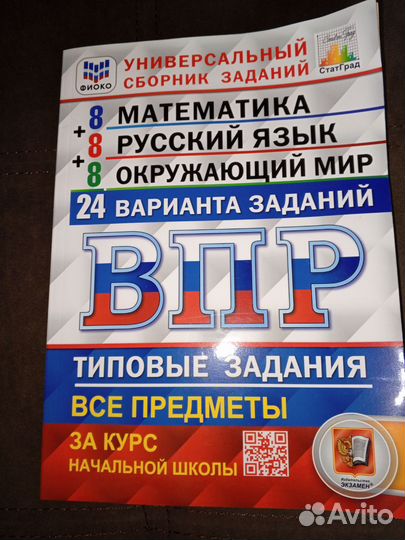 ФИОКО
УНИВЕРСАЛЬНЫЙ
СБОРНИК ЗАДАНИЙ
СтатГрад
8 МАТЕМАТИКА
+ 8 РУССКИЙ ЯЗЫК
+ 8 ОКРУЖАЮЩИЙ МИР
24 ВАРИАНТА ЗАДАНИЙ
ВПР
ТИПОВЫЕ ЗАДАНИЯ
ВСЕ ПРЕДМЕТЫ
ЗА КУРС
НАЧАЛЬНОЙ ШКОЛЫ
Издательство
ЭКЗАМЕН®
Avito